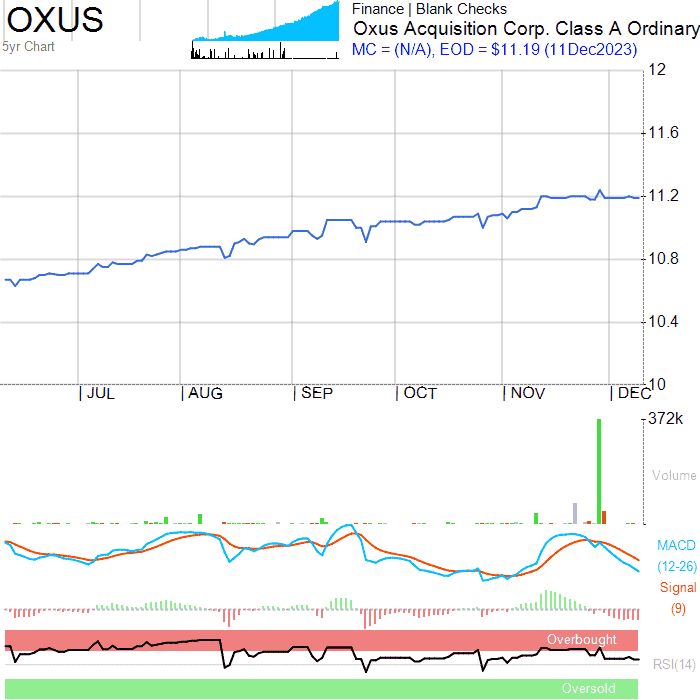 OXUS
5yr Chart
Finance | Blank Checks
Oxus Acquisition Corp. Class A Ordinary
MC = (N/A), EOD = $11.19 (11Dec2023)
12
11.6
11.2
10.8
10.4
10
| JUL | AUG | SEP | OCT | NOV | DEC
372k
Volume
MACD
(12-26)
Signal
(9)
Overbought
RSI(14)
Oversold